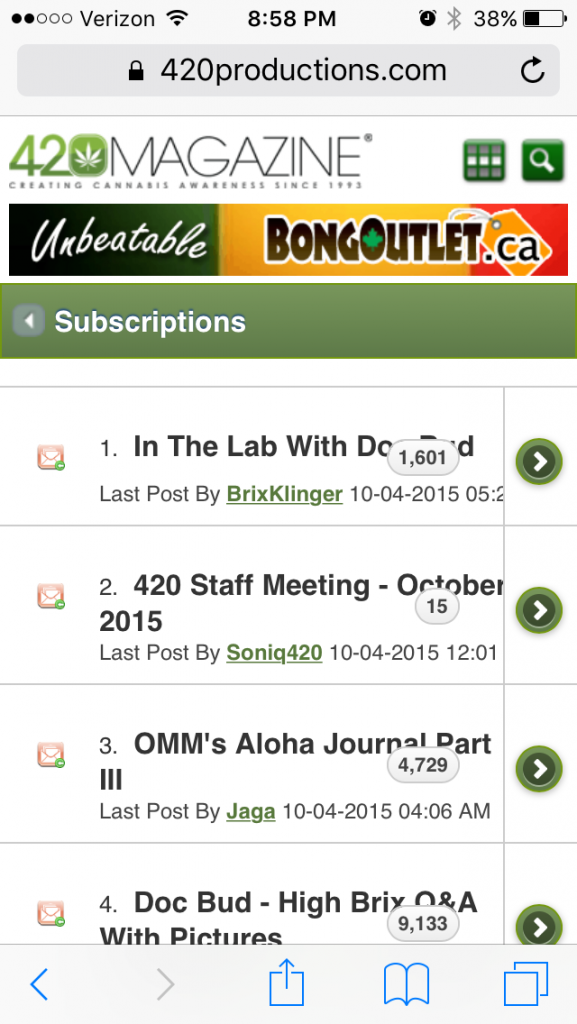 Verizon 8:58 PM 38%
420productions.com
420MAGAZINE®
CREATING CANNABIS AWARENESS SINCE 1993
Unbeatable BONGOUTLET.ca
Subscriptions
1. In The Lab With Doc Bud
1,601
Last Post By BrixKlinger 10-04-2015 05:2
2. 420 Staff Meeting - October
15
2015
Last Post By Soniq420 10-04-2015 12:01
3. OMM's Aloha Journal Part
4,729
III
Last Post By Jaga 10-04-2015 04:06 AM
4. Doc Bud - High Brix Q&A
9,133
With Pictures